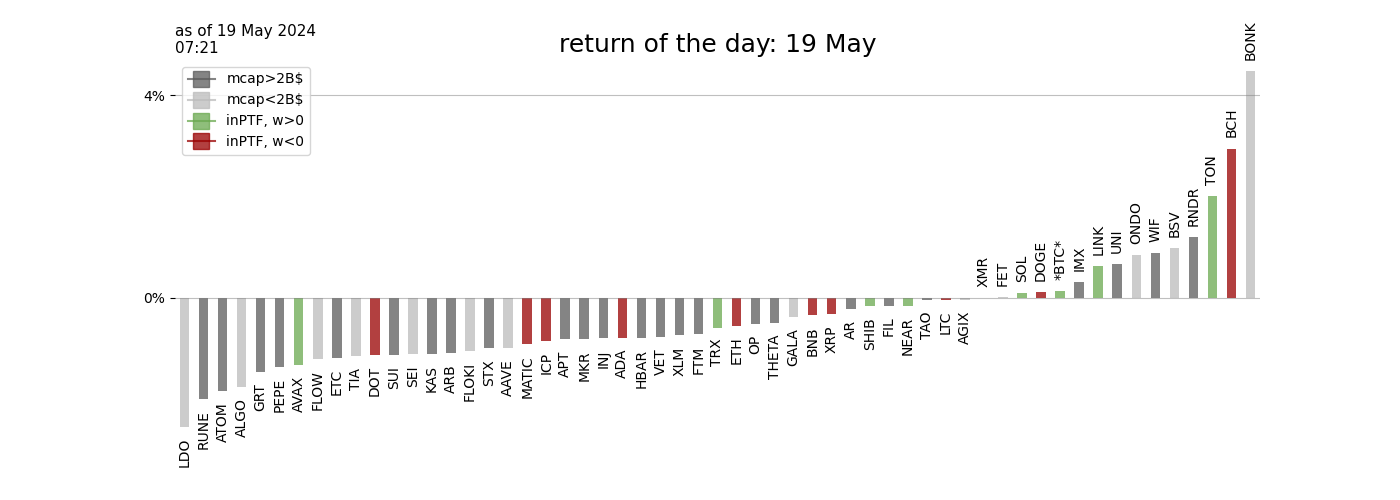 as of 19 May 2024
07:21
return of the day: 19 May
mcap>2B$
mcap<2B$
inPTF, w>0
inPTF, w<0
4%
0%
LDO
RUNE
ATOM
ALGO
GRT
PEPE
AVAX
FLOW
ETC
TIA
DOT
SUI
SEI
KAS
ARB
FLOKI
STX
AAVE
MATIC
ICP
APT
MKR
INJ
ADA
HBAR
VET
XLM
FTM
TRX
ETH
OP
THETA
GALA
BNB
XRP
AR
SHIB
FIL
NEAR
TAO
LTC
AGIX
XMR
FET
SOL
DOGE
*BTC*
IMX
LINK
UNI
ONDO
WIF
BSV
RNDR
TON
BCH
BONK